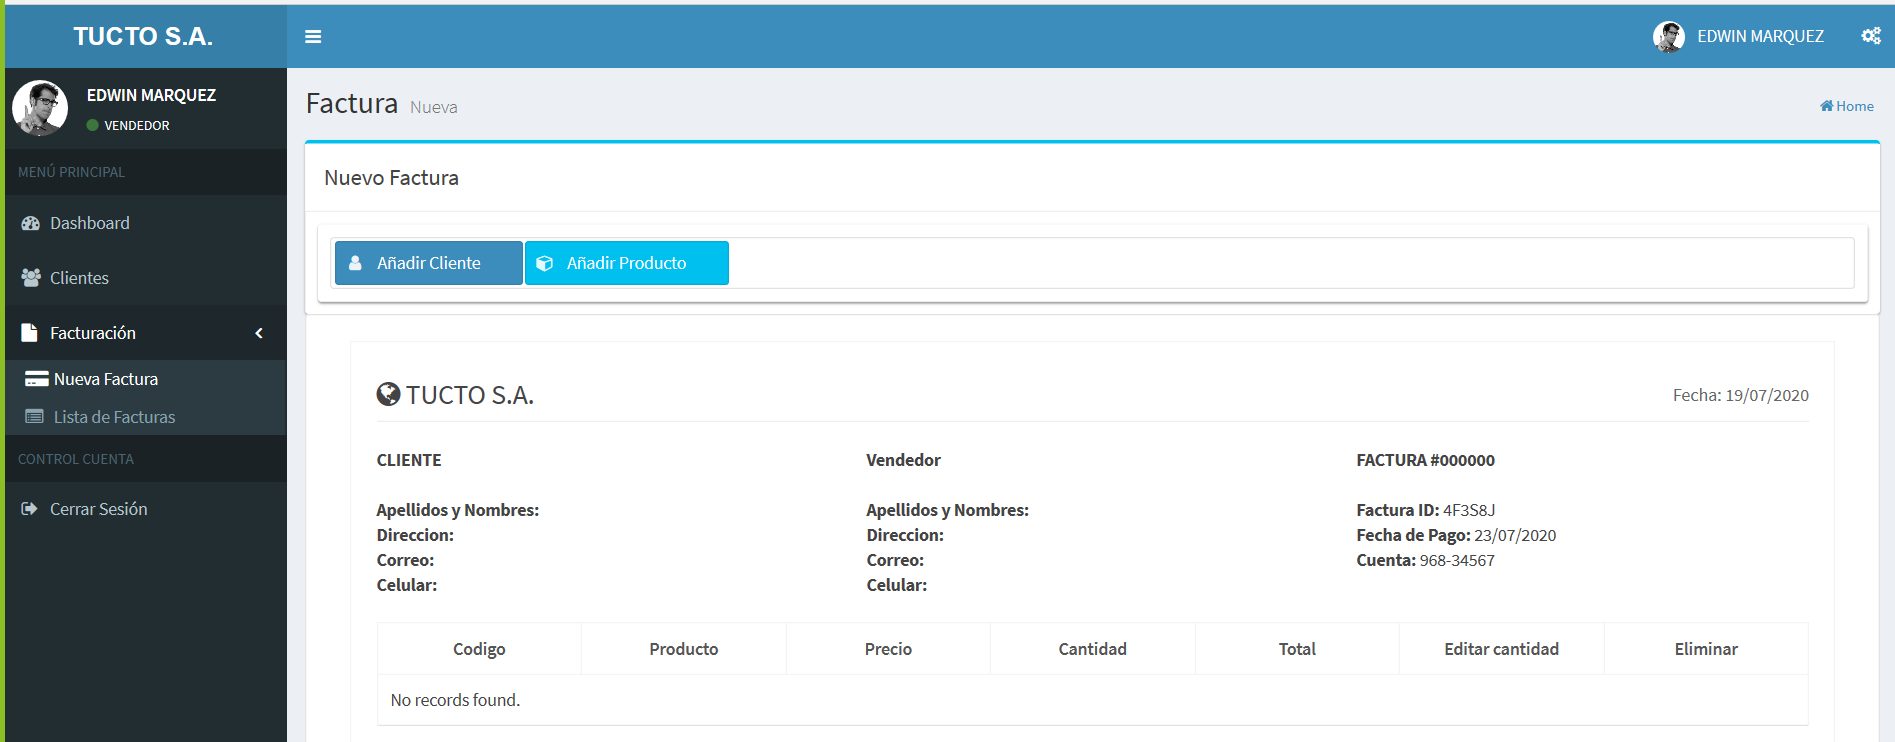 TUCTO S.A.
EDWIN MARQUEZ
EDWIN MARQUEZ
VENDEDOR
MENÚ PRINCIPAL
Dashboard
Clientes
Facturación
Nueva Factura
Lista de Facturas
CONTROL CUENTA
Cerrar Sesión
Factura Nueva
Home
Nuevo Factura
Añadir Cliente Añadir Producto
TUCTO S.A. Fecha: 19/07/2020
CLIENTE
Apellidos y Nombres:
Direccion:
Correo:
Celular:
Vendedor
Apellidos y Nombres:
Direccion:
Correo:
Celular:
FACTURA #000000
Factura ID: 4F3S8J
Fecha de Pago: 23/07/2020
Cuenta: 968-34567
Codigo Producto Precio Cantidad Total Editar cantidad Eliminar
No records found.